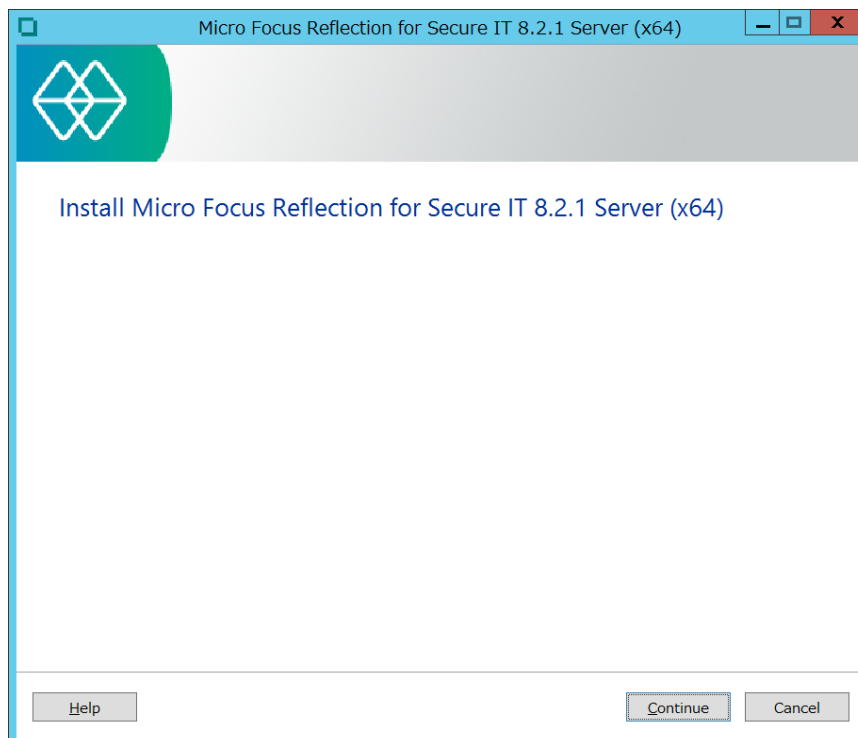 Micro Focus Reflection for Secure IT 8.2.1 Server (x64)
Install Micro Focus Reflection for Secure IT 8.2.1 Server (x64)
Help
Continue
Cancel